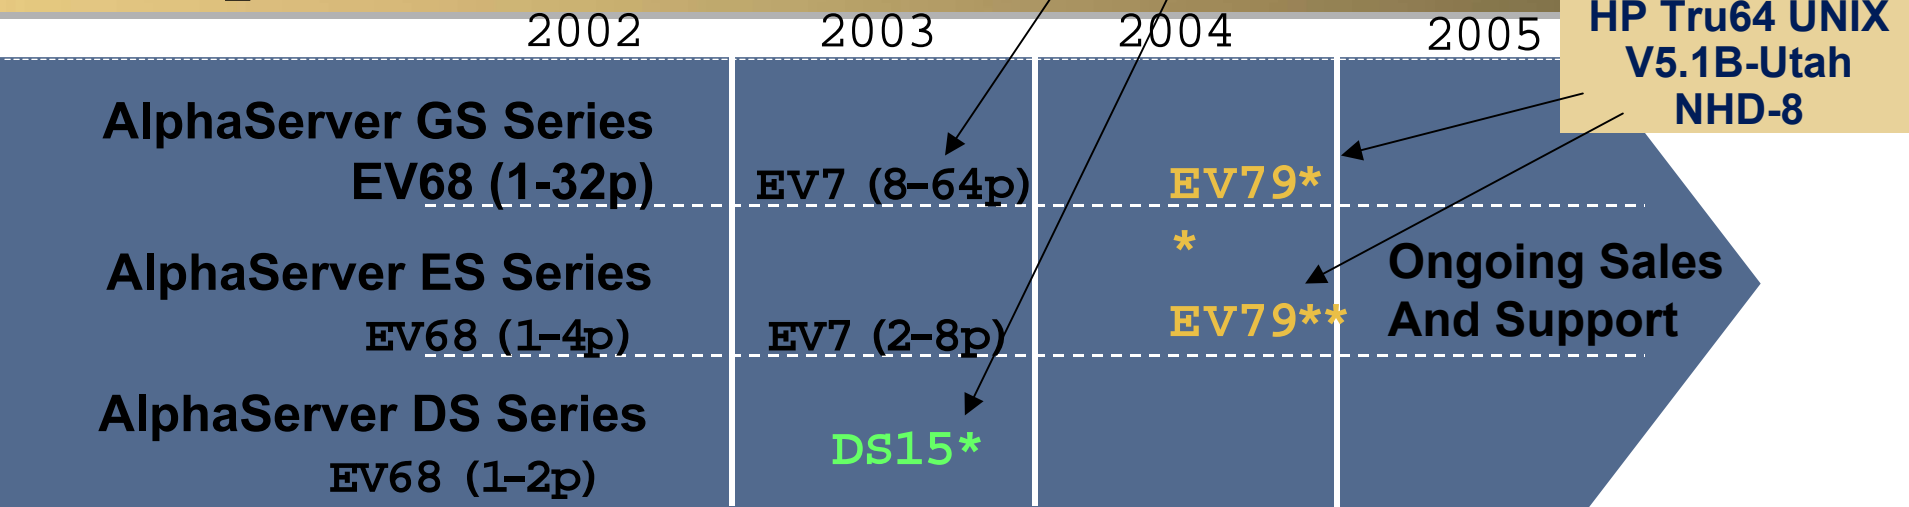 2002 2003 2004 2005
HP Tru64 UNIX
V5.1B-Utah
NHD-8
AlphaServer GS Series
EV68 (1-32p) EV7 (8-64p) EV79*
*
AlphaServer ES Series
EV68 (1-4p) EV7 (2-8p) EV79**
Ongoing Sales
And Support
AlphaServer DS Series
DS15*
EV68 (1-2p)